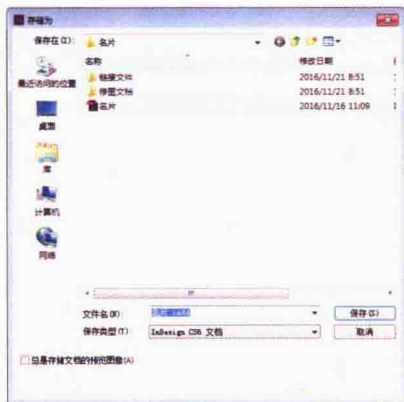 存储为
保存在(I):
名片
名称
修改日期
链接文件
2016/11/21 8:51
修图文档
2016/11/21 8:51
名片
2016/11/16 11:09
最近访问的位置
桌面
库
计算机
网络
文件名(N):
名片.indd
保存(S)
保存类型(T)
InDesign CS6 文档
取消
总是存储文档的预览图像(A)